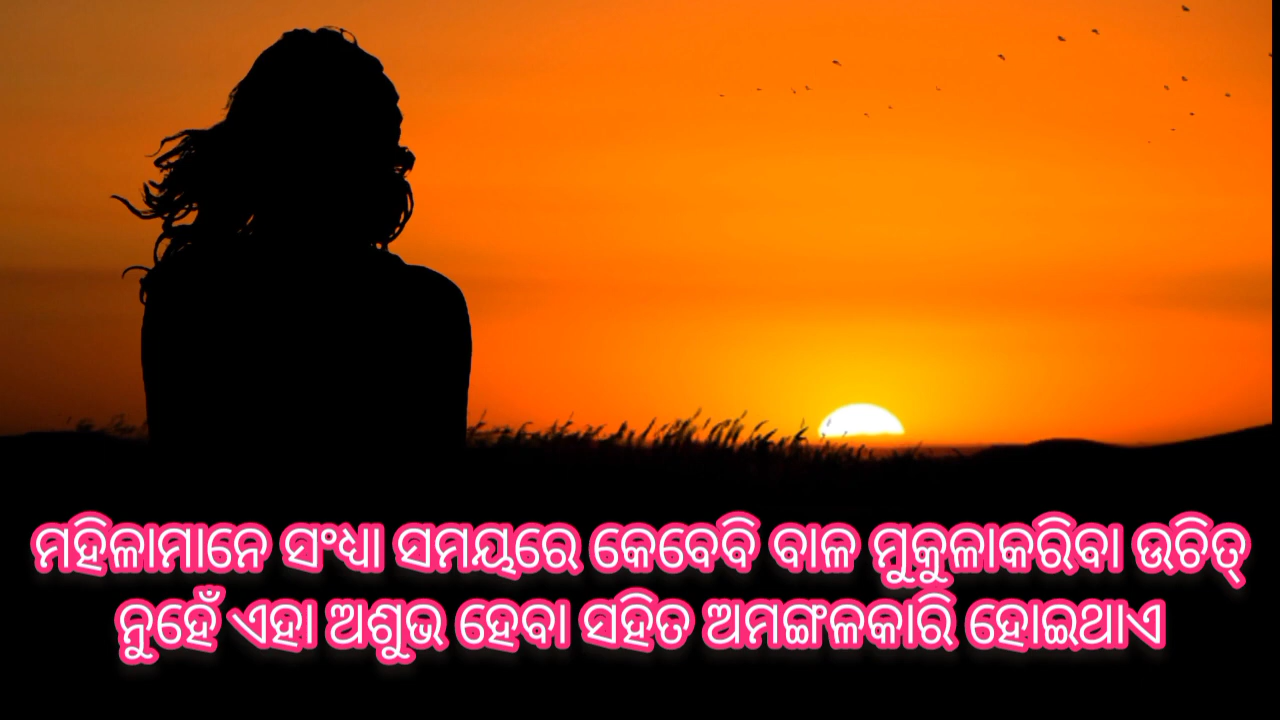 ମହିଳାମାନେ ସଂଧ୍ୟା ସମୟରେ କେବେବି ବାଳ ମୁକୁଳାକରିବା ଉଚିତ୍
ନୁହେଁ ଏହା ଅଶୁଭ ହେବା ସହିତ ଅମଙ୍ଗଳକାରି ହୋଇଥାଏ